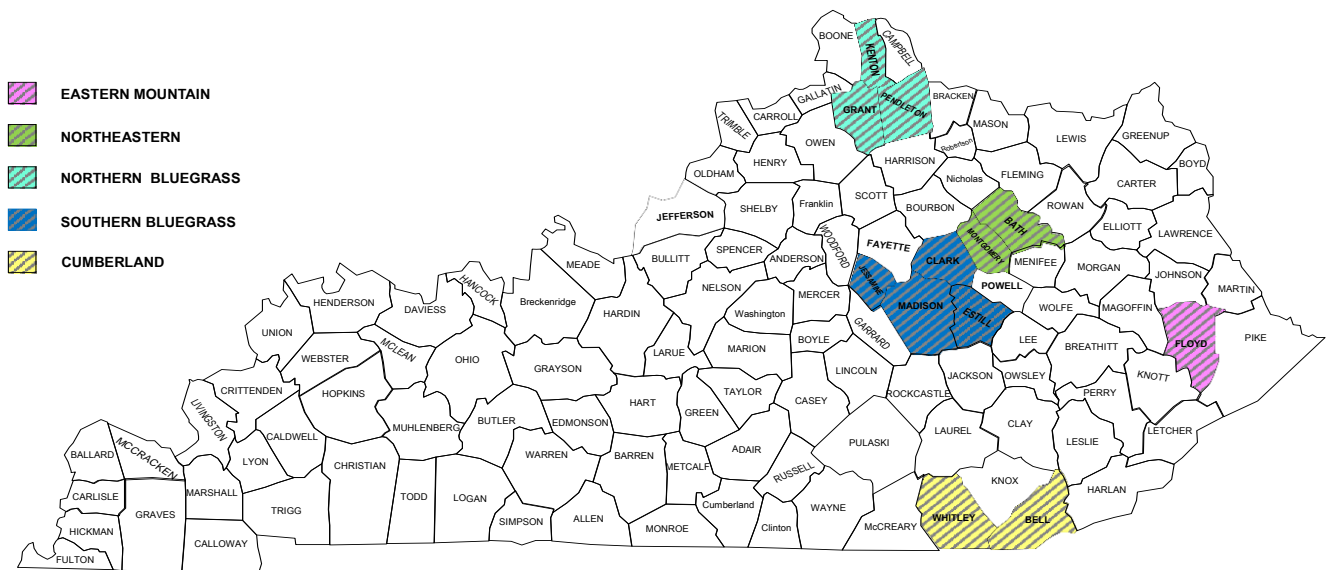 EASTERN MOUNTAIN
NORTHEASTERN
NORTHERN BLUEGRASS
SOUTHERN BLUEGRASS
CUMBERLAND
BOONE
KENTON
CAMPBELL
GALLATIN
GRANT
PENDLETON
BRACKEN
CARROLL
TRIMBLE
OWEN
MASON
Robertson
LEWIS
GREENUP
BOYD
HENRY
OLDHAM
HARRISON
FLEMING
CARTER
Nicholas
SCOTT
SHELBY
Franklin
JEFFERSON
BOURBON
ROWAN
BATH
ELLIOTT
LAWRENCE
MONTGOMERY
WOODFORD
FAYETTE
SPENCER
ANDERSON
BULLITT
CLARK
MENIFEE
MORGAN
JOHNSON
MARTIN
MEADE
JESSAMINE
POWELL
NELSON
MERCER
MADISON
ESTILL
WOLFE
MAGOFFIN
HANCOCK
Breckenridge
HENDERSON
DAVIESS
HARDIN
Washington
GARRARD
UNION
BOYLE
LEE
PIKE
FLOYD
BREATHITT
MCLEAN
OHIO
LARUE
MARION
WEBSTER
GRAYSON
LINCOLN
JACKSON
OWSLEY
KNOTT
CRITTENDEN
HOPKINS
TAYLOR
CASEY
ROCKCASTLE
PERRY
HART
GREEN
LIVINGSTON
BUTLER
EDMONSON
MUHLENBERG
CLAY
LAUREL
LETCHER
CALDWELL
PULASKI
LESLIE
ADAIR
MCCRACKEN
BALLARD
LYON
WARREN
BARREN
CHRISTIAN
METCALF
RUSSELL
KNOX
HARLAN
CARLISLE
MARSHALL
TODD
LOGAN
Cumberland
WAYNE
TRIGG
GRAVES
WHITLEY
BELL
SIMPSON
ALLEN
MONROE
Clinton
McCREARY
HICKMAN
CALLOWAY
FULTON